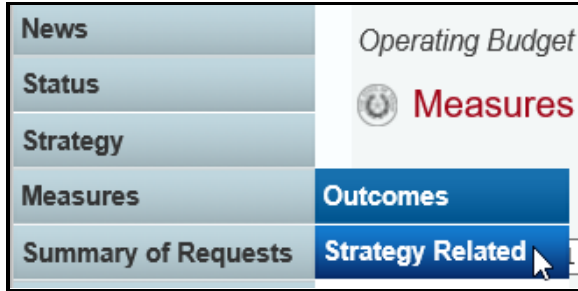 News
Status
Strategy
Measures
Summary of Requests
Outcomes
Strategy Related
Operating Budget
Measures